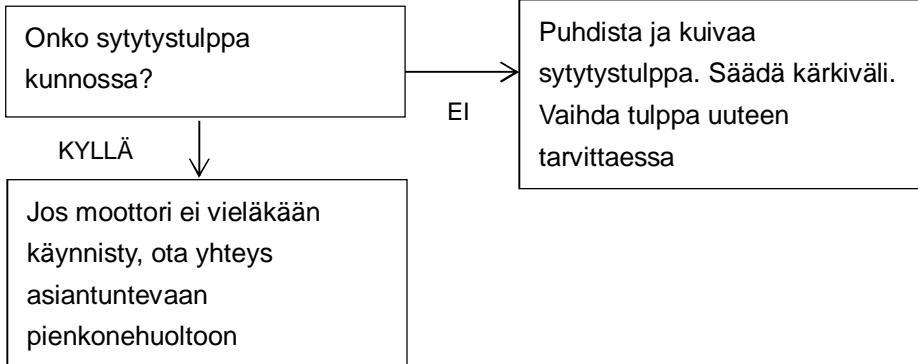 Onko sytytystulppa
kunnossa?
EI
Puhdista ja kuivaa
sytytystulppa. Säädä kärkiväli.
Vaihda tulppa uuteen
tarvittaessa
KYLLÄ
Jos moottori ei vieläkään
käynnisty, ota yhteys
asiantuntevaan
pienkonehuoltoon